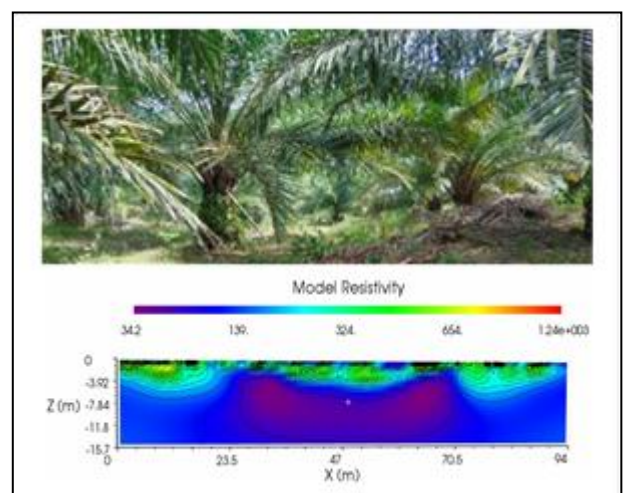 Model Resistivity
34.2 139. 324. 654. 1.24e+003
0
-3.92
Z (m) -7.84
-11.8
-15.7
0 23.5 47 70.5 94
X (m)